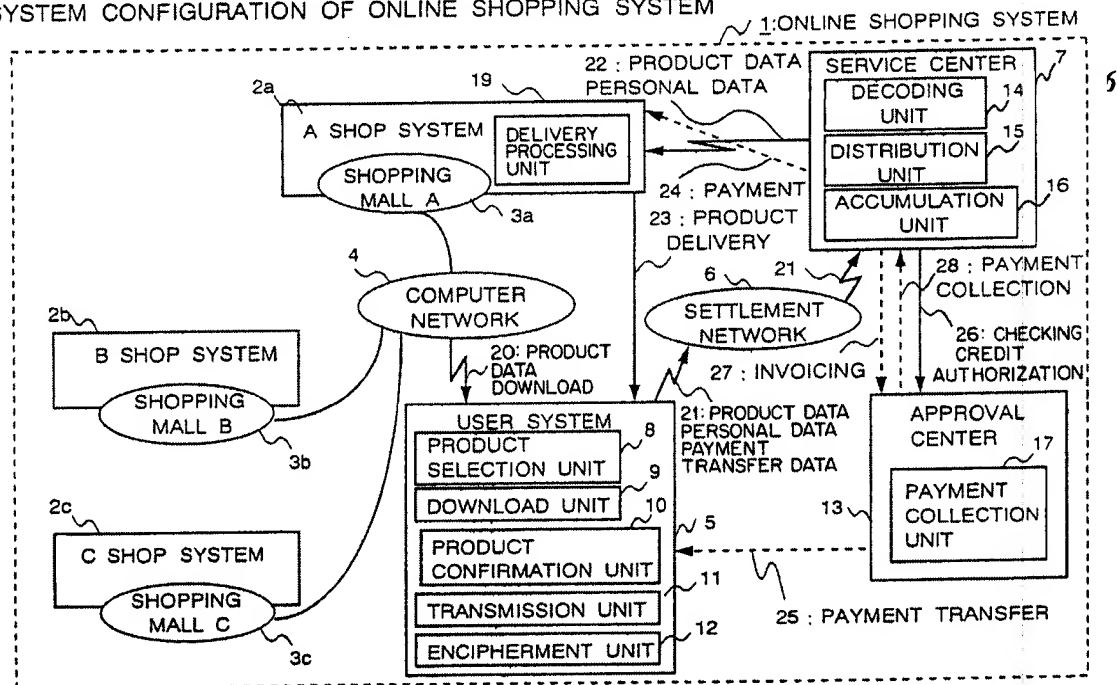 SYSTEM CONFIGURATION OF ONLINE SHOPPING SYSTEM
1:ONLINE SHOPPING SYSTEM
5
2a
19
A SHOP SYSTEM
DELIVERY
PROCESSING
UNIT
SHOPPING
MALL A
3a
22 : PRODUCT DATA
PERSONAL DATA
24 : PAYMENT
23 : PRODUCT
DELIVERY
SERVICE CENTER
7
DECODING
UNIT
14
DISTRIBUTION
UNIT
15
ACCUMULATION
UNIT
16
4
COMPUTER
NETWORK
6
SETTLEMENT
NETWORK
21
28 : PAYMENT
COLLECTION
26: CHECKING
CREDIT
AUTHORIZATION
27 : INVOICING
2b
B SHOP SYSTEM
SHOPPING
MALL B
3b
20: PRODUCT
DATA
DOWNLOAD
21: PRODUCT DATA
PERSONAL DATA
PAYMENT
TRANSFER DATA
USER SYSTEM
PRODUCT
SELECTION UNIT
8
DOWNLOAD UNIT
9
PRODUCT
CONFIRMATION UNIT
10
5
TRANSMISSION UNIT
11
ENCIPHERMENT UNIT
12
APPROVAL
CENTER
17
PAYMENT
COLLECTION
UNIT
13
25 : PAYMENT TRANSFER
2c
C SHOP SYSTEM
SHOPPING
MALL C
3c